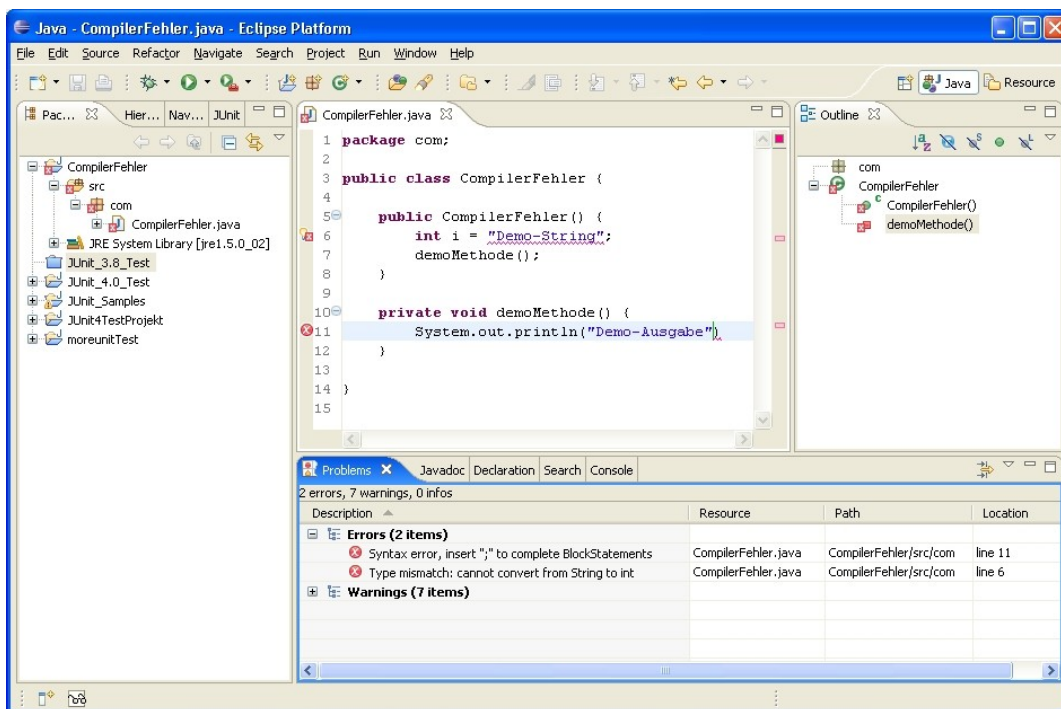 Java - CompilerFehler.java - Eclipse Platform
File Edit Source Refactor Navigate Search Project Run Window Help
Java Resource
Pac... Hier... Nav... JUnit
CompilerFehler
src
com
CompilerFehler.java
JRE System Library [jre1.5.0_02]
JUnit_3.8_Test
JUnit_4.0_Test
JUnit_Samples
JUnit4TestProjekt
moreunitTest
CompilerFehler.java
1 package com;
2
3 public class CompilerFehler {
4
5 public CompilerFehler() {
6 int i = "Demo-String";
7 demoMethode();
8 }
9
10 private void demoMethode() {
11 System.out.println("Demo-Ausgabe")
12 }
13
14 }
15
Outline
com
CompilerFehler
CompilerFehler()
demoMethode()
Problems Javadoc Declaration Search Console
2 errors, 7 warnings, 0 infos
Description Resource Path Location
Errors (2 items)
Syntax error, insert ";" to complete BlockStatements CompilerFehler.java CompilerFehler/src/com line 11
Type mismatch: cannot convert from String to int CompilerFehler.java CompilerFehler/src/com line 6
Warnings (7 items)